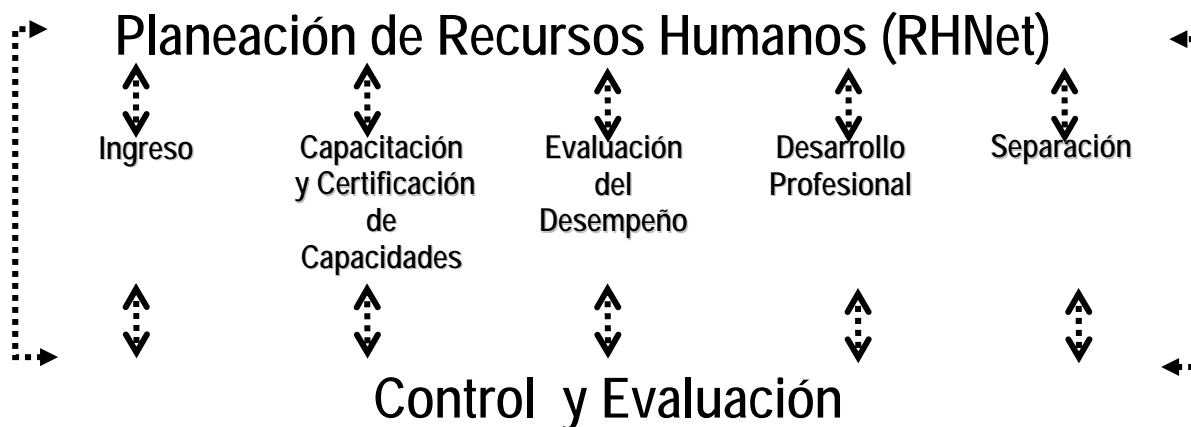 Planeación de Recursos Humanos (RHNet)
Ingreso
Capacitación
y Certificación
de
Capacidades
Evaluación
del
Desempeño
Desarrollo
Profesional
Separación
Control y Evaluación